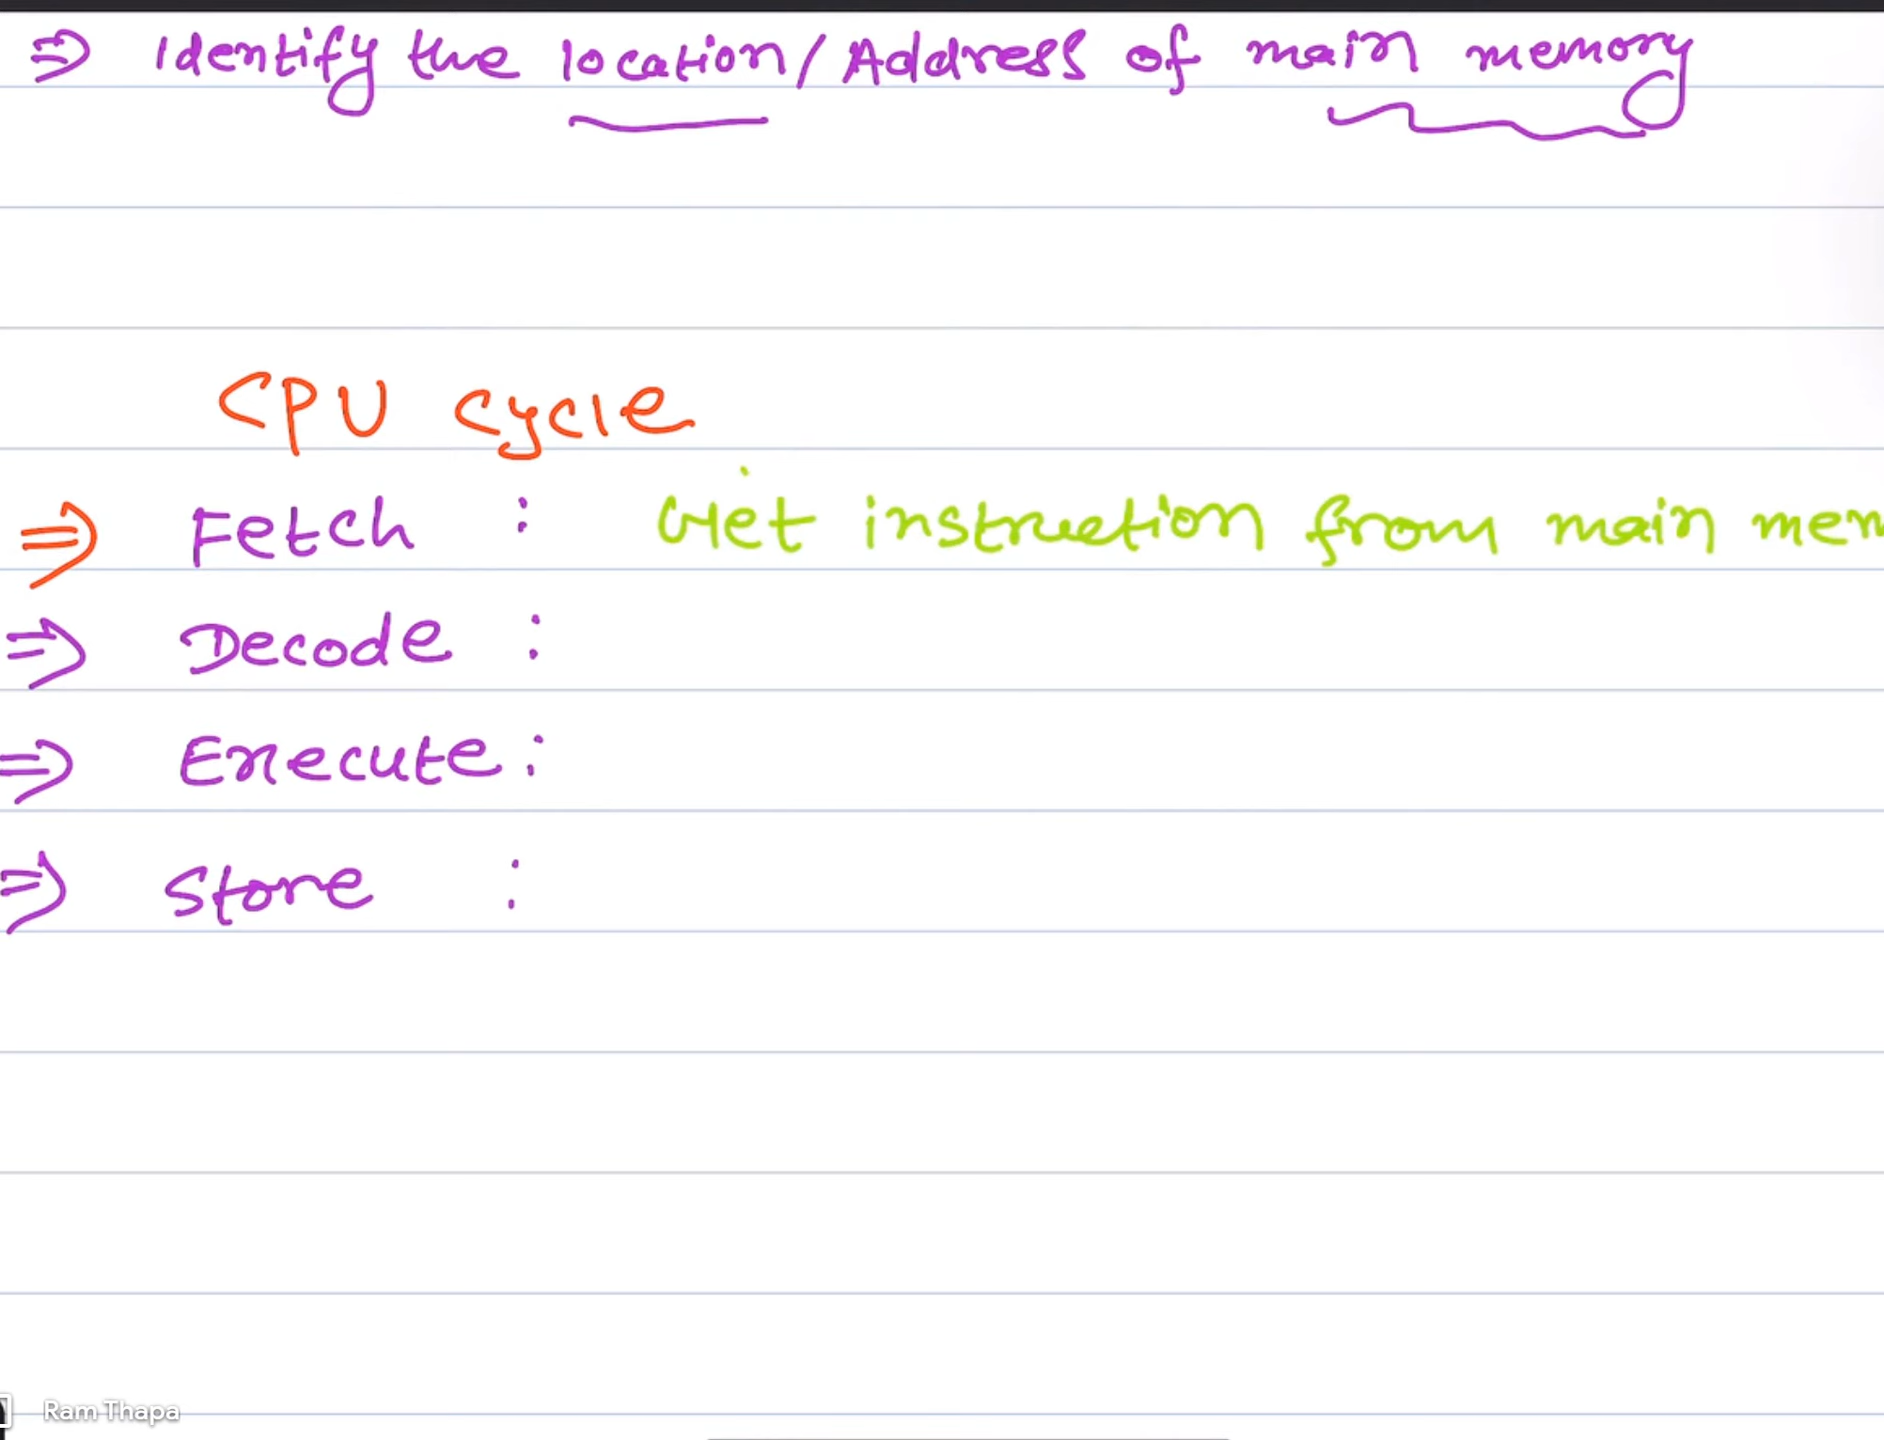 ⇒ Identify the location / Address of main memory
CPU cycle
⇒ Fetch : Get instruction from main mem
⇒ Decode :
⇒ Execute :
⇒ Store :
Ram Thapa